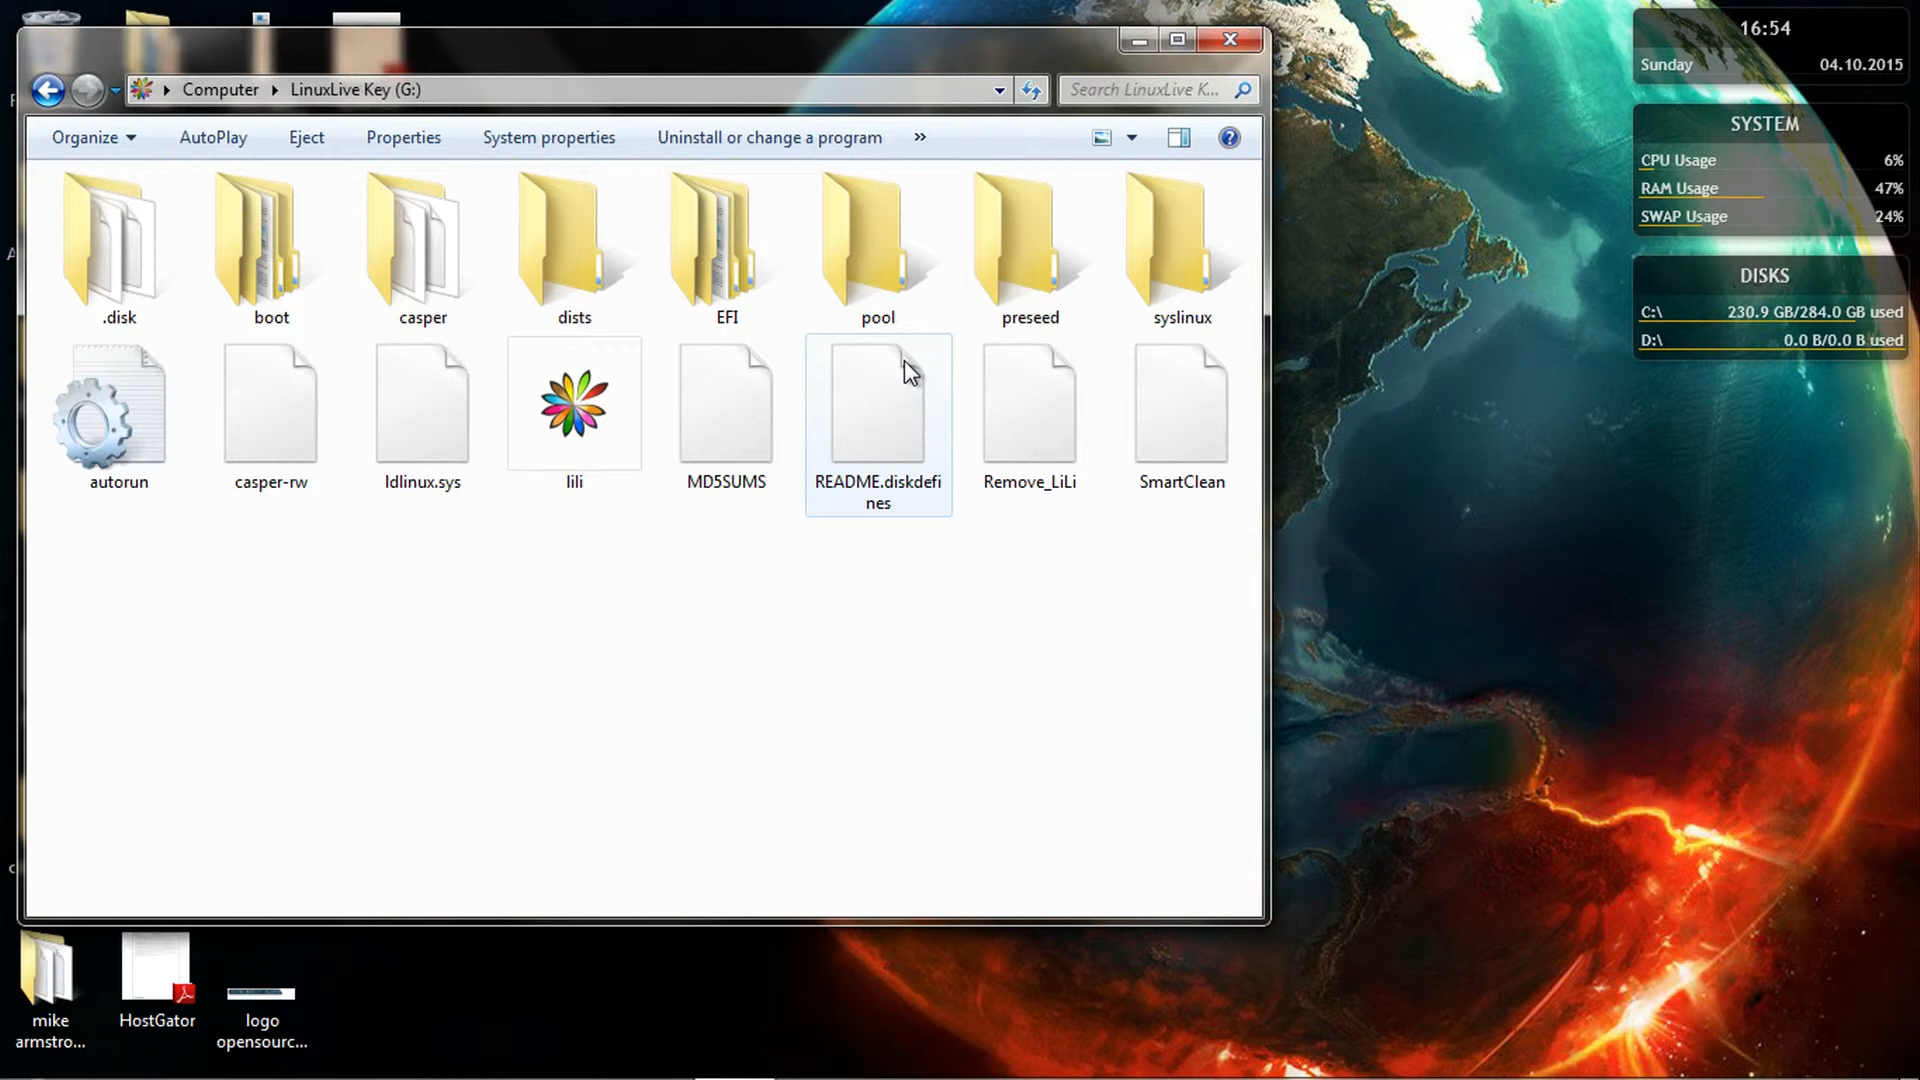 Computer
LinuxLive Key (G:)
Search LinuxLive K...
Organize
AutoPlay
Eject
Properties
System properties
Uninstall or change a program
»
.disk
boot
casper
dists
EFI
pool
preseed
syslinux
autorun
casper-rw
ldlinux.sys
lili
MD5SUMS
README.diskdefi
nes
Remove_LiLi
SmartClean
mike
armstro...
HostGator
logo
opensourc...
16:54
Sunday 04.10.2015
SYSTEM
CPU Usage 6%
RAM Usage 47%
SWAP Usage 24%
DISKS
C:\ 230.9 GB/284.0 GB used
D:\ 0.0 B/0.0 B used